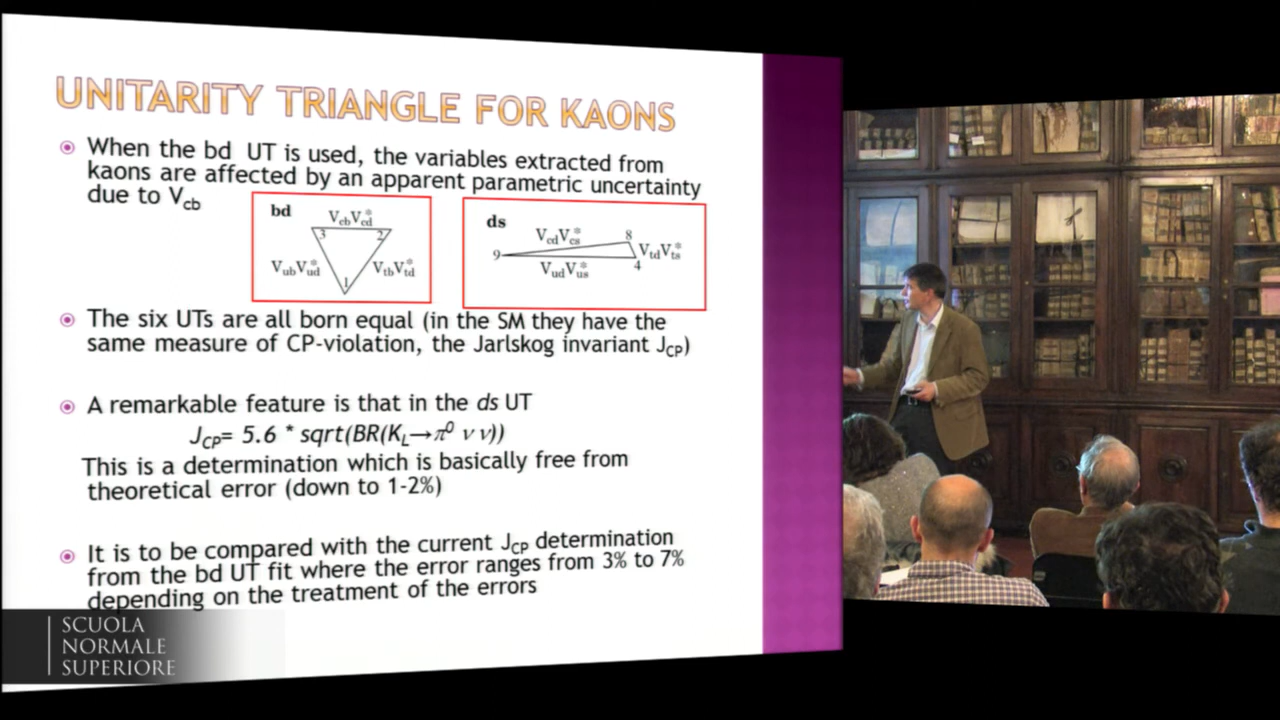 UNITARITY TRIANGLE FOR KAONS
When the bd UT is used, the variables extracted from
kaons are affected by an apparent parametric uncertainty
due to Vcb
bd
VcbV*cd
3 2
VubV*ud VtbV*td
1
ds
VcdV*cs 8
9 VtdV*ts
VudV*us 4
The six UTs are all born equal (in the SM they have the
same measure of CP-violation, the Jarlskog invariant JCP)
A remarkable feature is that in the ds UT
JCP= 5.6 * sqrt(BR(KL→π0 ν ν))
This is a determination which is basically free from
theoretical error (down to 1-2%)
It is to be compared with the current JCP determination
from the bd UT fit where the error ranges from 3% to 7%
depending on the treatment of the errors
SCUOLA
NORMALE
SUPERIORE